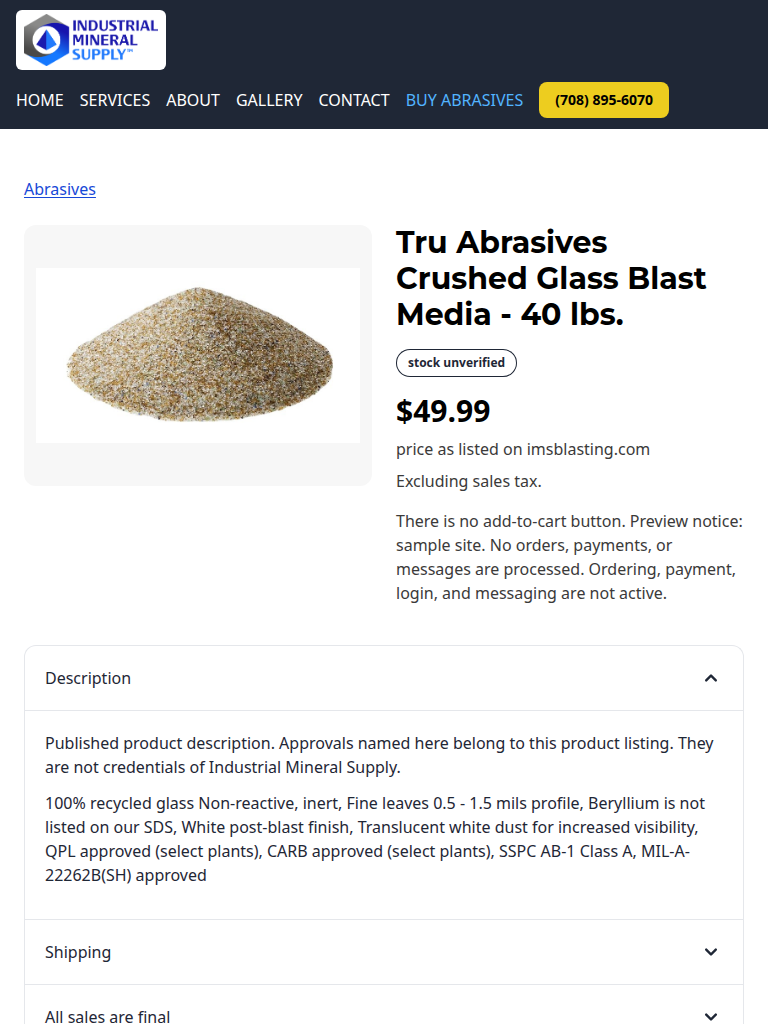 INDUSTRIAL
MINERAL
SUPPLY™
HOME SERVICES ABOUT GALLERY CONTACT BUY ABRASIVES (708) 895-6070
Abrasives
Tru Abrasives
Crushed Glass Blast
Media - 40 lbs.
stock unverified
$49.99
price as listed on imsblasting.com
Excluding sales tax.
There is no add-to-cart button. Preview notice:
sample site. No orders, payments, or
messages are processed. Ordering, payment,
login, and messaging are not active.
Description
Published product description. Approvals named here belong to this product listing. They
are not credentials of Industrial Mineral Supply.
100% recycled glass Non-reactive, inert, Fine leaves 0.5 - 1.5 mils profile, Beryllium is not
listed on our SDS, White post-blast finish, Translucent white dust for increased visibility,
QPL approved (select plants), CARB approved (select plants), SSPC AB-1 Class A, MIL-A-
22262B(SH) approved
Shipping
All sales are final